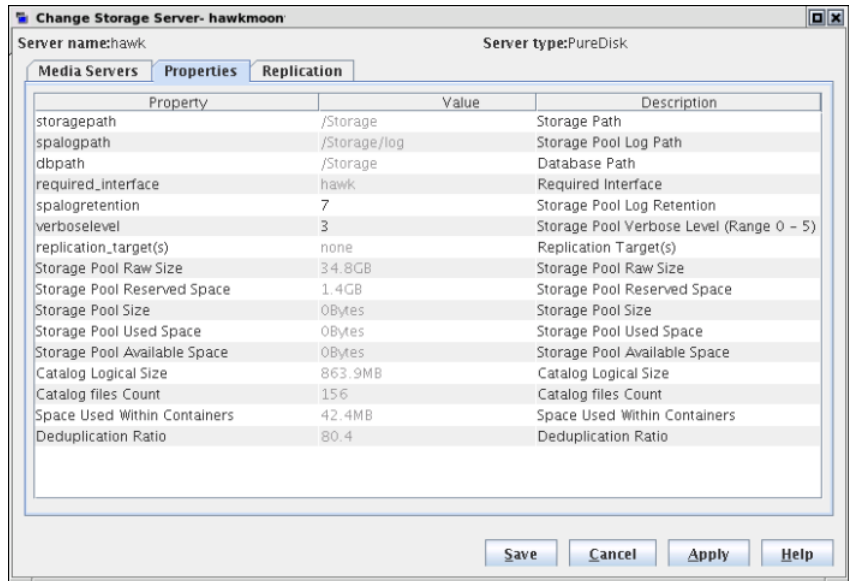 Change Storage Server- hawkmoon
Server name:hawk Server type:PureDisk
Media Servers Properties Replication
Property Value Description
storagepath /Storage Storage Path
spalogpath /Storage/log Storage Pool Log Path
dbpath /Storage Database Path
required_interface hawk Required Interface
spalogretention 7 Storage Pool Log Retention
verboselevel 3 Storage Pool Verbose Level (Range 0 - 5)
replication_target(s) none Replication Target(s)
Storage Pool Raw Size 34.8GB Storage Pool Raw Size
Storage Pool Reserved Space 1.4GB Storage Pool Reserved Space
Storage Pool Size 0Bytes Storage Pool Size
Storage Pool Used Space 0Bytes Storage Pool Used Space
Storage Pool Available Space 0Bytes Storage Pool Available Space
Catalog Logical Size 863.9MB Catalog Logical Size
Catalog files Count 156 Catalog files Count
Space Used Within Containers 42.4MB Space Used Within Containers
Deduplication Ratio 80.4 Deduplication Ratio
Save Cancel Apply Help